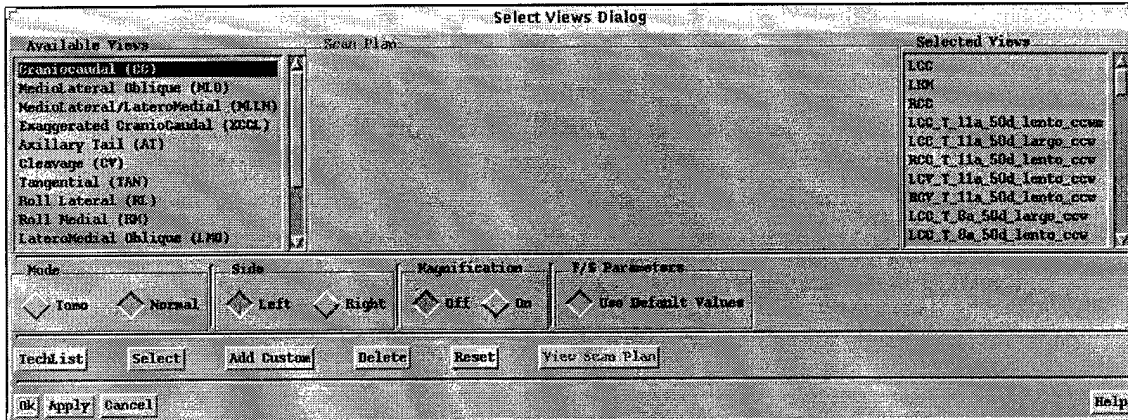 Select Views Dialog
Available Views
Scan Plan
Selected Views
Craniocaudal (CC)
MedioLateral Oblique (MLO)
MedioLateral/LateroMedial (MLLM)
Exaggerated CranioCaudal (XCCL)
Axillary Tail (AT)
Cleavage (CV)
Tangential (TAN)
Roll Lateral (RL)
Roll Medial (RM)
LateroMedial Oblique (LMO)
LCC
LRM
RCC
LCC_T_11a_50d_lento_ccwm
LCC_T_11a_50d_largo_ccw
RCC_T_11a_50d_lento_ccw
LCV_T_11a_50d_lento_ccw
RCV_T_11a_50d_lento_ccw
LCC_T_8a_50d_largo_ccw
LCC_T_8a_50d_lento_ccw
Mode
Side
Magnification
F/S Parameters
Tomo Normal
Left Right
Off On
Use Default Values
TechList Select Add Custom Delete Reset View Scan Plan
Ok Apply Cancel Help